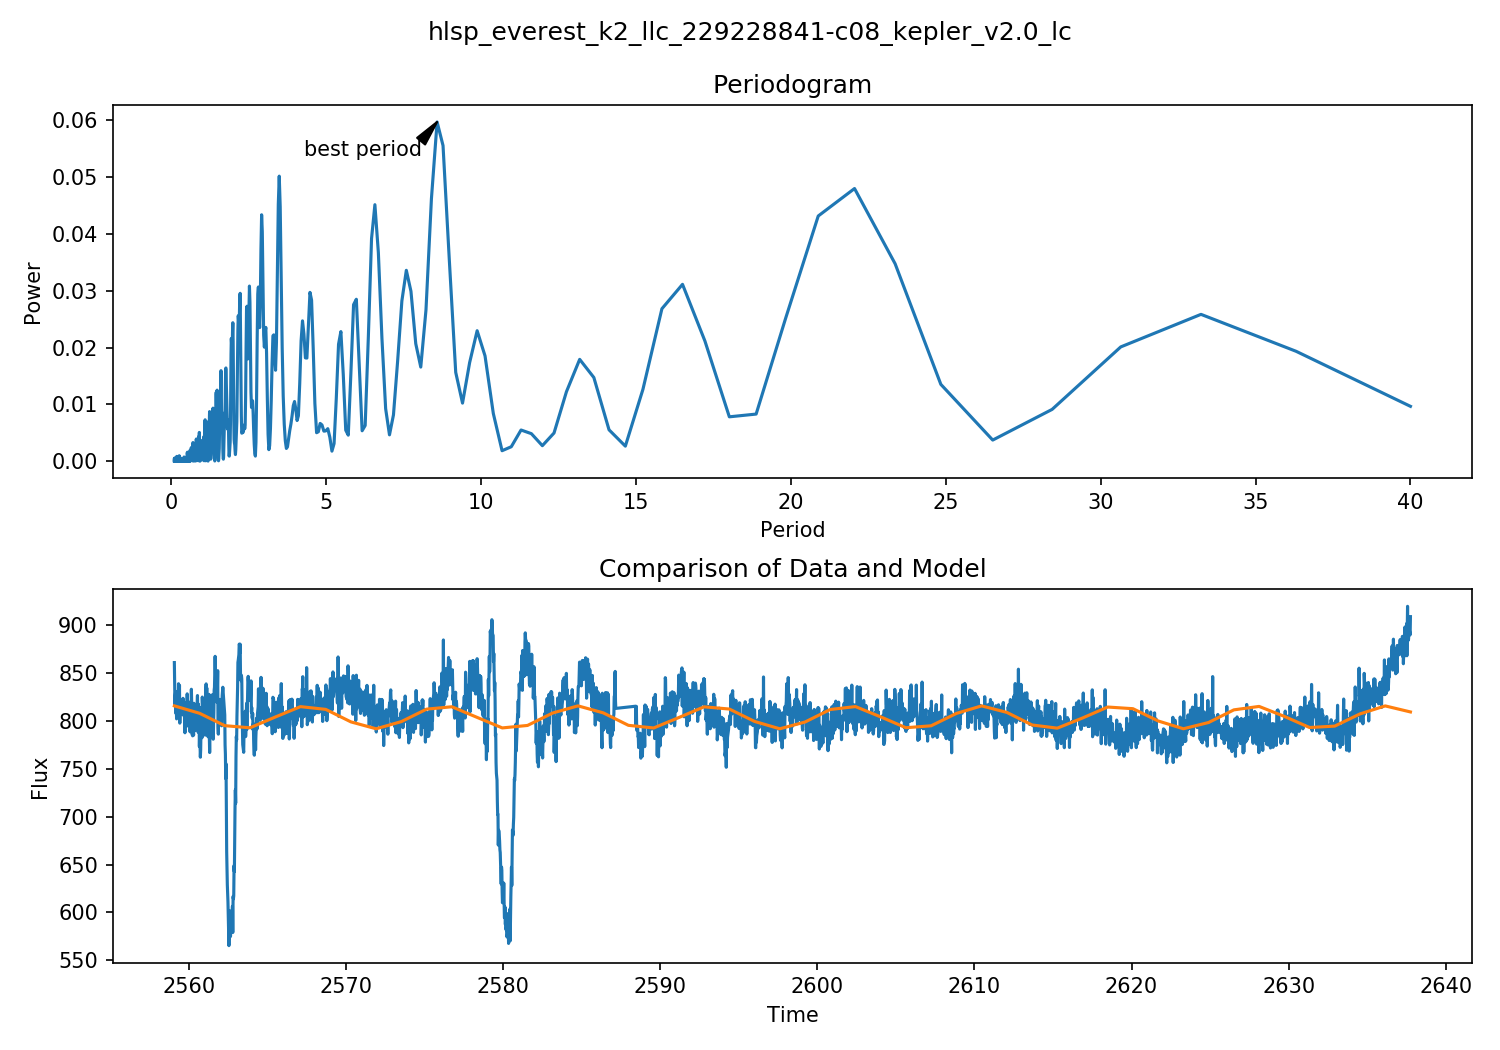 hlsp_everest_k2_llc_229228841-c08_kepler_v2.0_lc
Periodogram
0.06
0.05
0.04
0.03
0.02
0.01
0.00
Power
best period
0 5 10 15 20 25 30 35 40
Period
Comparison of Data and Model
900
850
800
750
700
650
600
550
Flux
2560 2570 2580 2590 2600 2610 2620 2630 2640
Time